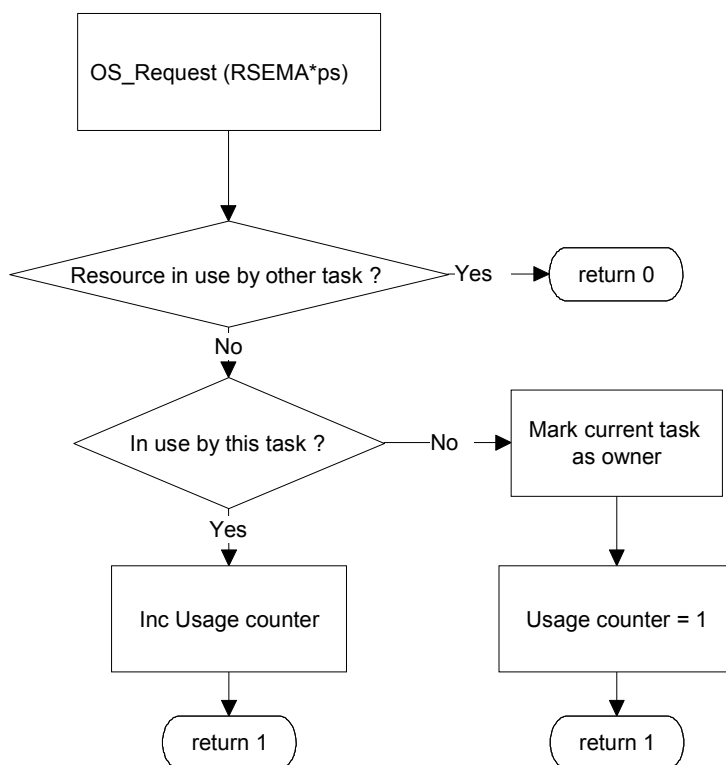 OS_Request (RSEMA*ps)
Resource in use by other task ?
Yes
return 0
No
In use by this task ?
No
Mark current task
as owner
Yes
Inc Usage counter
Usage counter = 1
return 1
return 1